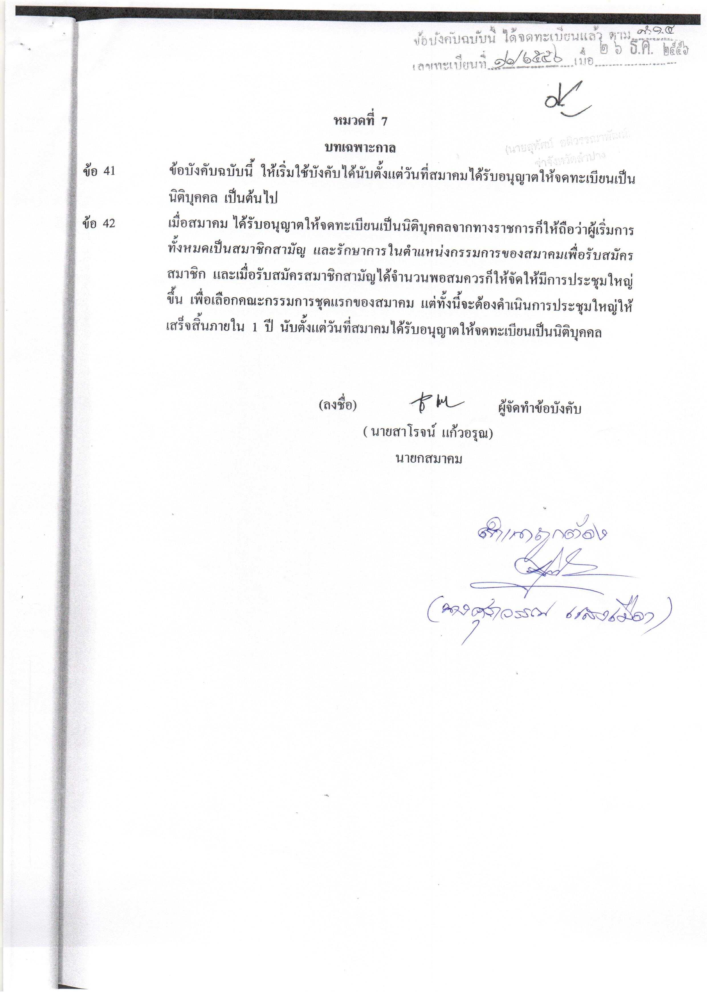 ข้อบังคับฉบับนี้ ได้จดทะเบียนแล้ว ตาม ส.ว.๔
เลขทะเบียนที่ ๑๑/๒๕๕๖ เมื่อ ๒ ๖ ธ.ค. ๒๕๕๖
หมวดที่ 7
(นายสุทัศน์
บทเฉพาะกาล
จ่าจังหวัดลำปาง
ข้อ 41 ข้อบังคับฉบับนี้ ให้เริ่มใช้บังคับได้นับตั้งแต่วันที่สมาคมได้รับอนุญาตให้จดทะเบียนเป็น
นิติบุคคล เป็นต้นไป
ข้อ 42 เมื่อสมาคม ได้รับอนุญาตให้จดทะเบียนเป็นนิติบุคคลจากทางราชการก็ให้ถือว่าผู้เริ่มการ
ทั้งหมดเป็นสมาชิกสามัญ และรักษาการในตำแหน่งกรรมการของสมาคมเพื่อรับสมัคร
สมาชิก และเมื่อรับสมัครสมาชิกสามัญได้จำนวนพอสมควรก็ให้จัดให้มีการประชุมใหญ่
ขึ้น เพื่อเลือกคณะกรรมการชุดแรกของสมาคม แต่ทั้งนี้จะต้องดำเนินการประชุมใหญ่ให้
เสร็จสิ้นภายใน 1 ปี นับตั้งแต่วันที่สมาคมได้รับอนุญาตให้จดทะเบียนเป็นนิติบุคคล
(ลงชื่อ) ผู้จัดทำข้อบังคับ
( นายสาโรจน์ แก้วอรุณ)
นายกสมาคม
สำเนาถูกต้อง